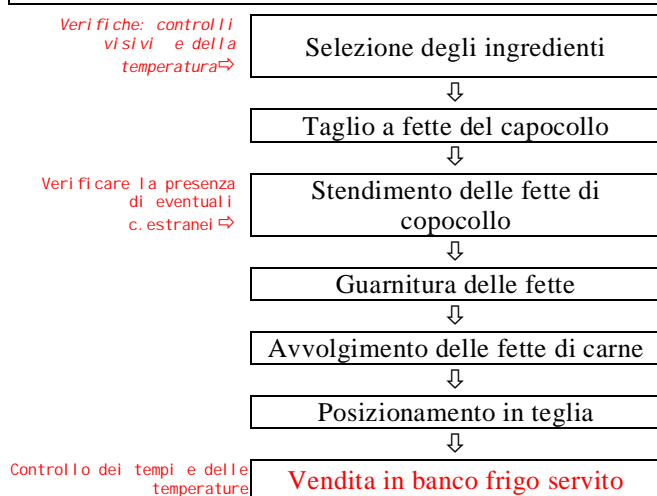 Verifiche: controlli
visivi e della
temperatura⇨
Selezione degli ingredienti
⇩
Taglio a fette del capocollo
⇩
Verificare la presenza
di eventuali
c.estranei ⇨
Stendimento delle fette di
copocollo
⇩
Guarnitura delle fette
⇩
Avvolgimento delle fette di carne
⇩
Posizionamento in teglia
⇩
Controllo dei tempi e delle
temperature
Vendita in banco frigo servito